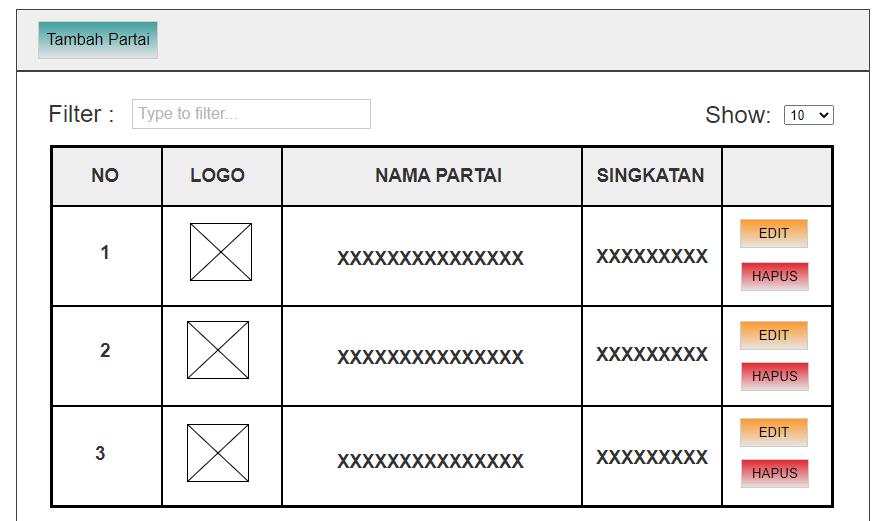 Tambah Partai
Filter : Type to filter... Show: 10
NO LOGO NAMA PARTAI SINGKATAN
1 XXXXXXXXXXXXXXX XXXXXXXXX EDIT
HAPUS
2 XXXXXXXXXXXXXXX XXXXXXXXX EDIT
HAPUS
3 XXXXXXXXXXXXXXX XXXXXXXXX EDIT
HAPUS